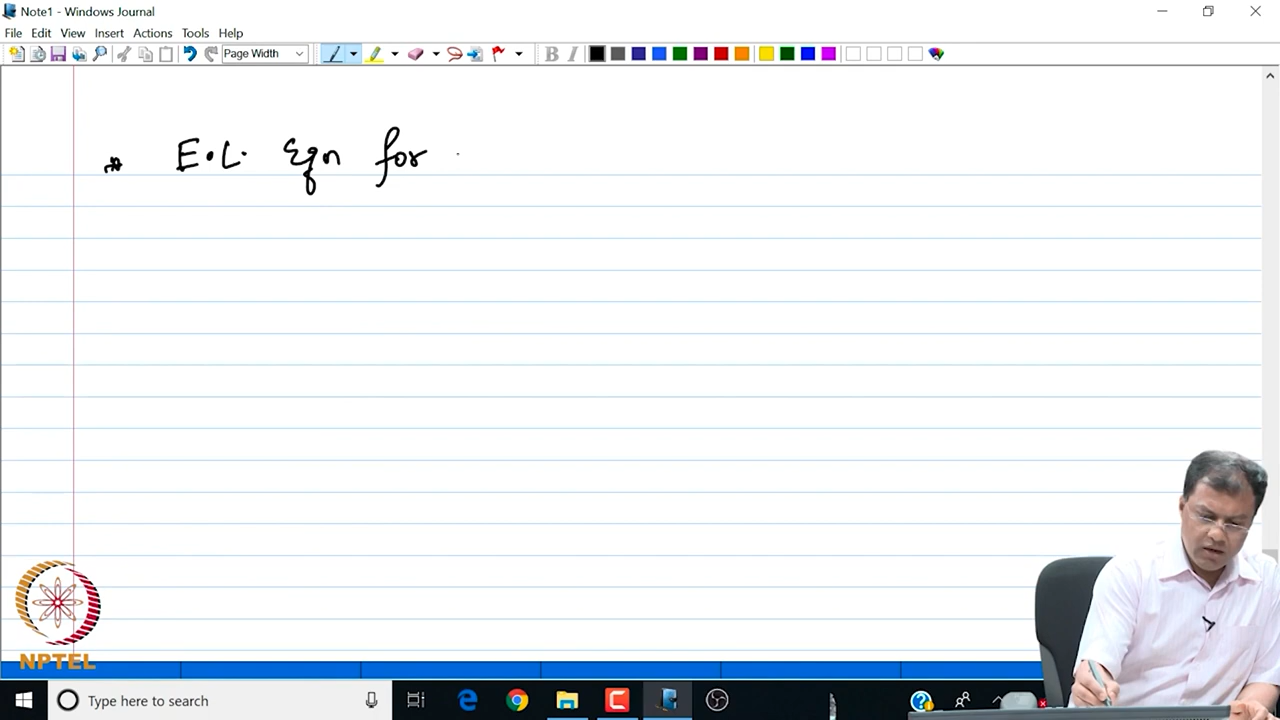 Note1 - Windows Journal
File Edit View Insert Actions Tools Help
Page Width
B I
* E.L. Eqn for
NPTEL
Type here to search